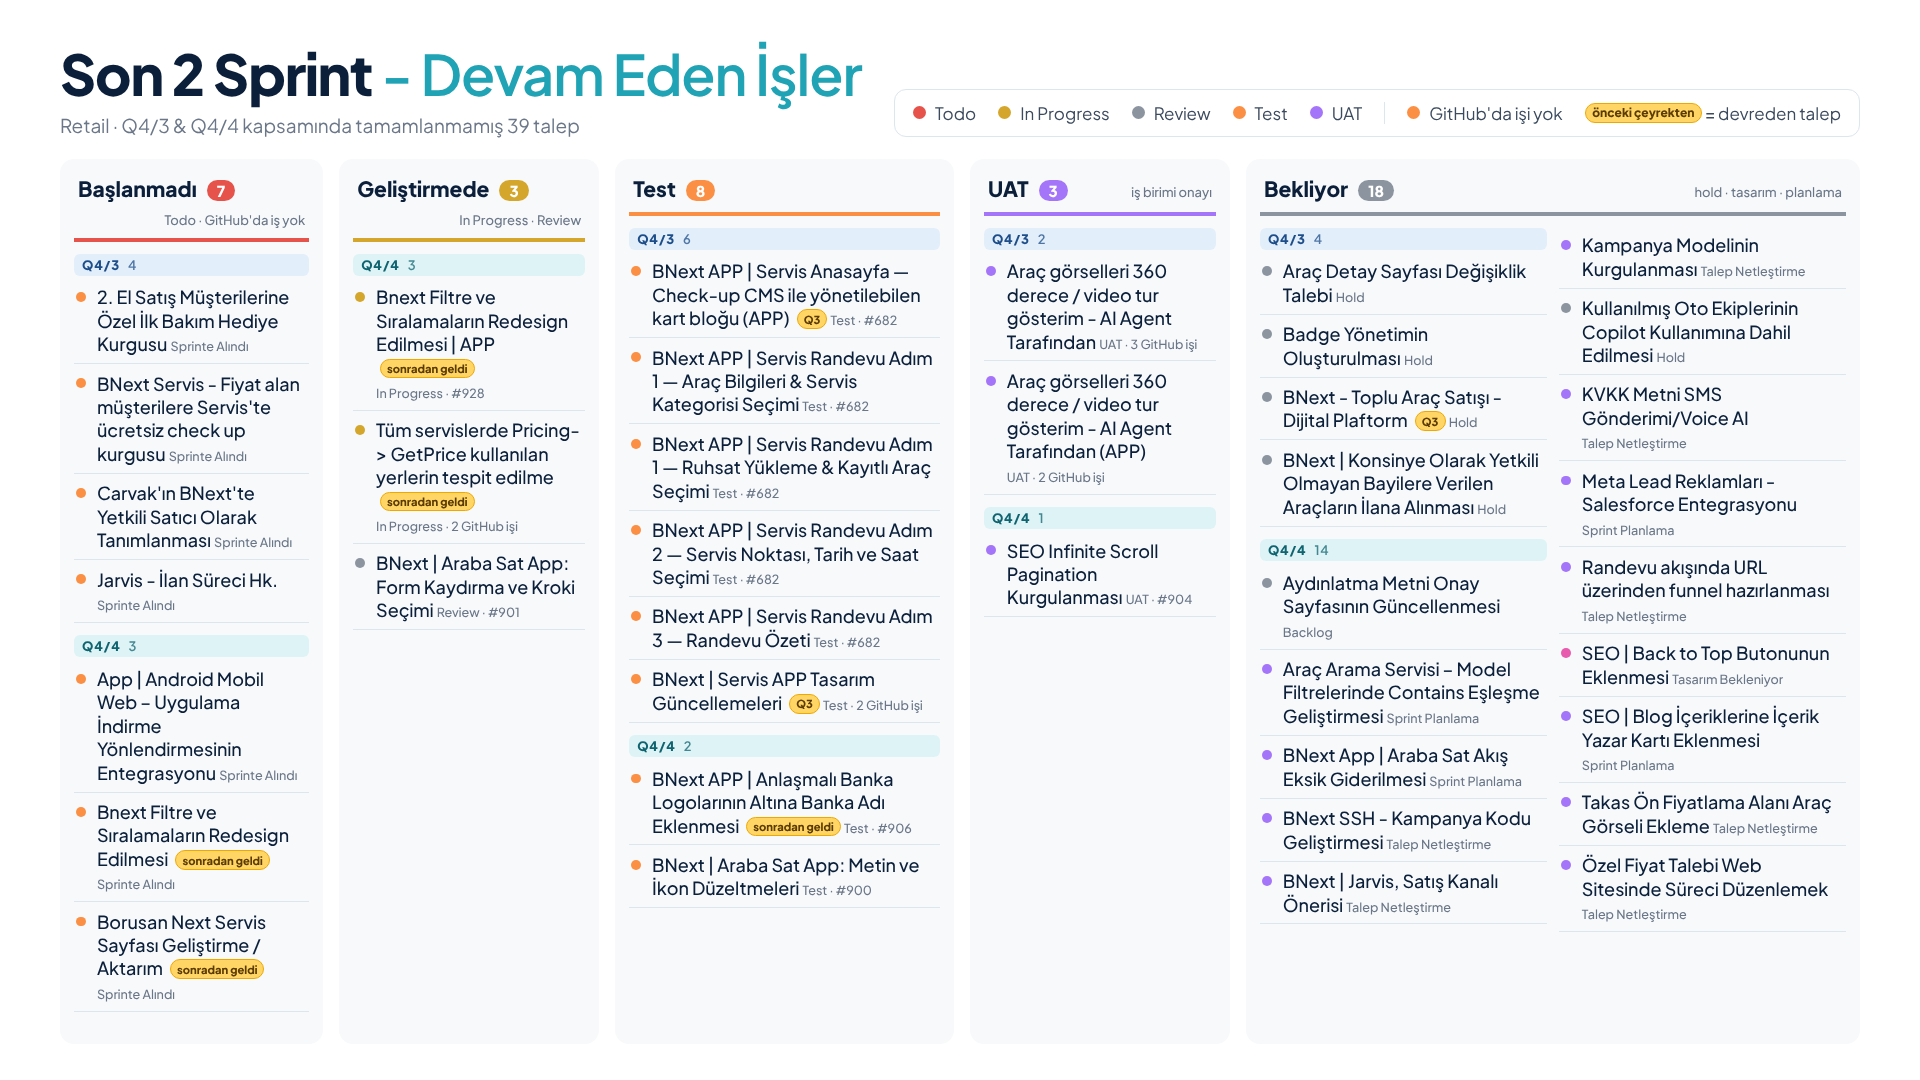 Son 2 Sprint - Devam Eden İşler
Retail · Q4/3 & Q4/4 kapsamında tamamlanmamış 39 talep
Todo In Progress Review Test UAT GitHub'da işi yok önceki çeyrekten = devreden talep
Başlanmadı 7
Todo · GitHub'da iş yok
Q4/3 4
2. El Satış Müşterilerine
Özel İlk Bakım Hediye
Kurgusu Sprinte Alındı
BNext Servis - Fiyat alan
müşterilere Servis'te
ücretsiz check up
kurgusu Sprinte Alındı
Carvak'ın BNext'te
Yetkili Satıcı Olarak
Tanımlanması Sprinte Alındı
Jarvis - İlan Süreci Hk.
Sprinte Alındı
Q4/4 3
App | Android Mobil
Web – Uygulama
İndirme
Yönlendirmesinin
Entegrasyonu Sprinte Alındı
Bnext Filtre ve
Sıralamaların Redesign
Edilmesi sonradan geldi
Sprinte Alındı
Borusan Next Servis
Sayfası Geliştirme /
Aktarım sonradan geldi
Sprinte Alındı
Geliştirmede 3
In Progress · Review
Q4/4 3
Bnext Filtre ve
Sıralamaların Redesign
Edilmesi | APP
sonradan geldi
In Progress · #928
Tüm servislerde Pricing-
> GetPrice kullanılan
yerlerin tespit edilme
sonradan geldi
In Progress · 2 GitHub işi
BNext | Araba Sat App:
Form Kaydırma ve Kroki
Seçimi Review · #901
Test 8
Q4/3 6
BNext APP | Servis Anasayfa —
Check-up CMS ile yönetilebilen
kart bloğu (APP) Q3 Test · #682
BNext APP | Servis Randevu Adım
1 — Araç Bilgileri & Servis
Kategorisi Seçimi Test · #682
BNext APP | Servis Randevu Adım
1 — Ruhsat Yükleme & Kayıtlı Araç
Seçimi Test · #682
BNext APP | Servis Randevu Adım
2 — Servis Noktası, Tarih ve Saat
Seçimi Test · #682
BNext APP | Servis Randevu Adım
3 — Randevu Özeti Test · #682
BNext | Servis APP Tasarım
Güncellemeleri Q3 Test · 2 GitHub işi
Q4/4 2
BNext APP | Anlaşmalı Banka
Logolarının Altına Banka Adı
Eklenmesi sonradan geldi Test · #906
BNext | Araba Sat App: Metin ve
İkon Düzeltmeleri Test · #900
UAT 3 iş birimi onayı
Q4/3 2
Araç görselleri 360
derece / video tur
gösterim - AI Agent
Tarafından UAT · 3 GitHub işi
Araç görselleri 360
derece / video tur
gösterim - AI Agent
Tarafından (APP)
UAT · 2 GitHub işi
Q4/4 1
SEO Infinite Scroll
Pagination
Kurgulanması UAT · #904
Bekliyor 18 hold · tasarım · planlama
Q4/3 4
Araç Detay Sayfası Değişiklik
Talebi Hold
Badge Yönetimin
Oluşturulması Hold
BNext - Toplu Araç Satışı -
Dijital Plaftorm Q3 Hold
BNext | Konsinye Olarak Yetkili
Olmayan Bayilere Verilen
Araçların İlana Alınması Hold
Q4/4 14
Aydınlatma Metni Onay
Sayfasının Güncellenmesi
Backlog
Araç Arama Servisi – Model
Filtrelerinde Contains Eşleşme
Geliştirmesi Sprint Planlama
BNext App | Araba Sat Akış
Eksik Giderilmesi Sprint Planlama
BNext SSH - Kampanya Kodu
Geliştirmesi Talep Netleştirme
BNext | Jarvis, Satış Kanalı
Önerisi Talep Netleştirme
Kampanya Modelinin
Kurgulanması Talep Netleştirme
Kullanılmış Oto Ekiplerinin
Copilot Kullanımına Dahil
Edilmesi Hold
KVKK Metni SMS
Gönderimi/Voice AI
Talep Netleştirme
Meta Lead Reklamları -
Salesforce Entegrasyonu
Sprint Planlama
Randevu akışında URL
üzerinden funnel hazırlanması
Talep Netleştirme
SEO | Back to Top Butonunun
Eklenmesi Tasarım Bekleniyor
SEO | Blog İçeriklerine İçerik
Yazar Kartı Eklenmesi
Sprint Planlama
Takas Ön Fiyatlama Alanı Araç
Görseli Ekleme Talep Netleştirme
Özel Fiyat Talebi Web
Sitesinde Süreci Düzenlemek
Talep Netleştirme